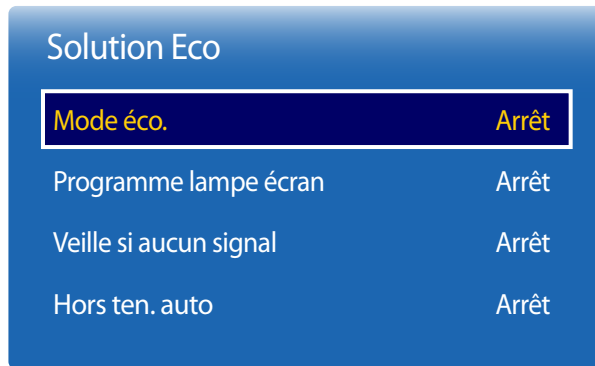 Solution Eco
Mode éco. Arrêt
Programme lampe écran Arrêt
Veille si aucun signal Arrêt
Hors ten. auto Arrêt